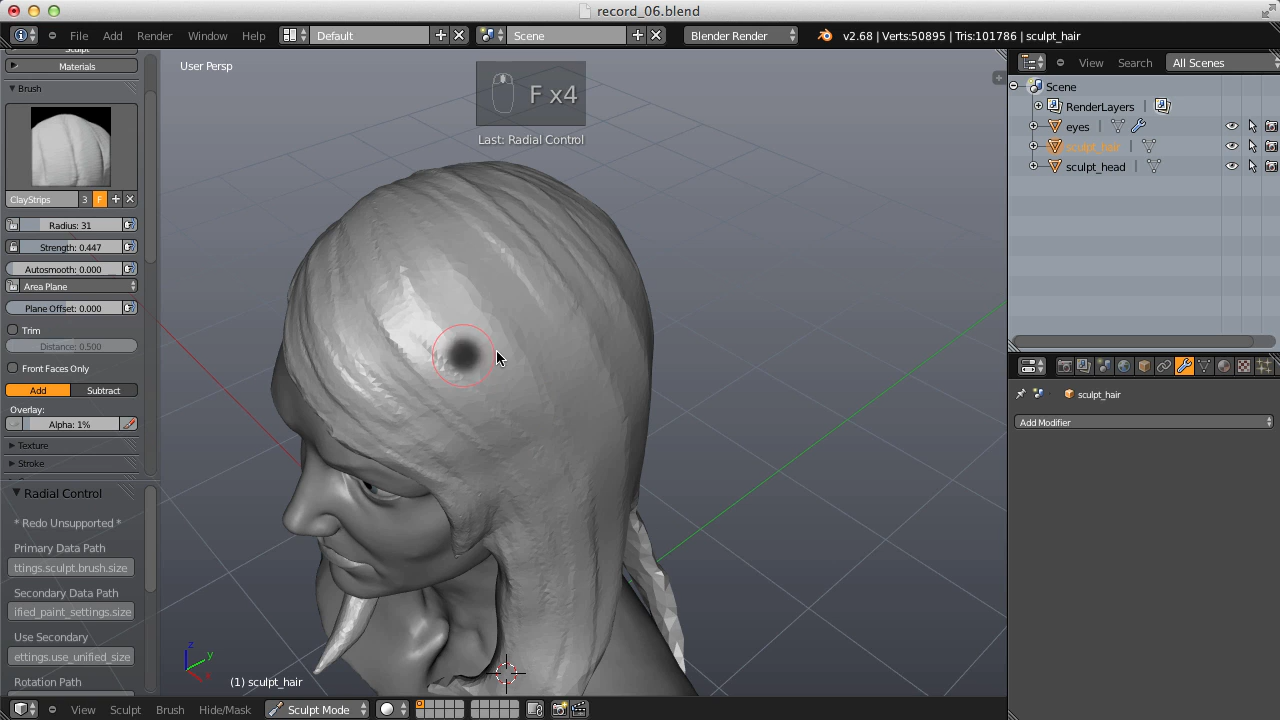 record_06.blend
File Add Render Window Help Default Scene Blender Render v2.68 | Verts:50895 | Tris:101786 | sculpt_hair
Sculpt
Materials
Brush
ClayStrips 3 F
Radius: 31
Strength: 0.447
Autosmooth: 0.000
Area Plane
Plane Offset: 0.000
Trim
Distance: 0.500
Front Faces Only
Add Subtract
Overlay:
Alpha: 1%
Texture
Stroke
Radial Control
* Redo Unsupported *
Primary Data Path
ttings.sculpt.brush.size
Secondary Data Path
ified_paint_settings.size
Use Secondary
ettings.use_unified_size
Rotation Path
User Persp
F x4
Last: Radial Control
z
y
x
(1) sculpt_hair
View Sculpt Brush Hide/Mask Sculpt Mode
View Search All Scenes
Scene
RenderLayers |
eyes |
sculpt_hair |
sculpt_head |
sculpt_hair
Add Modifier